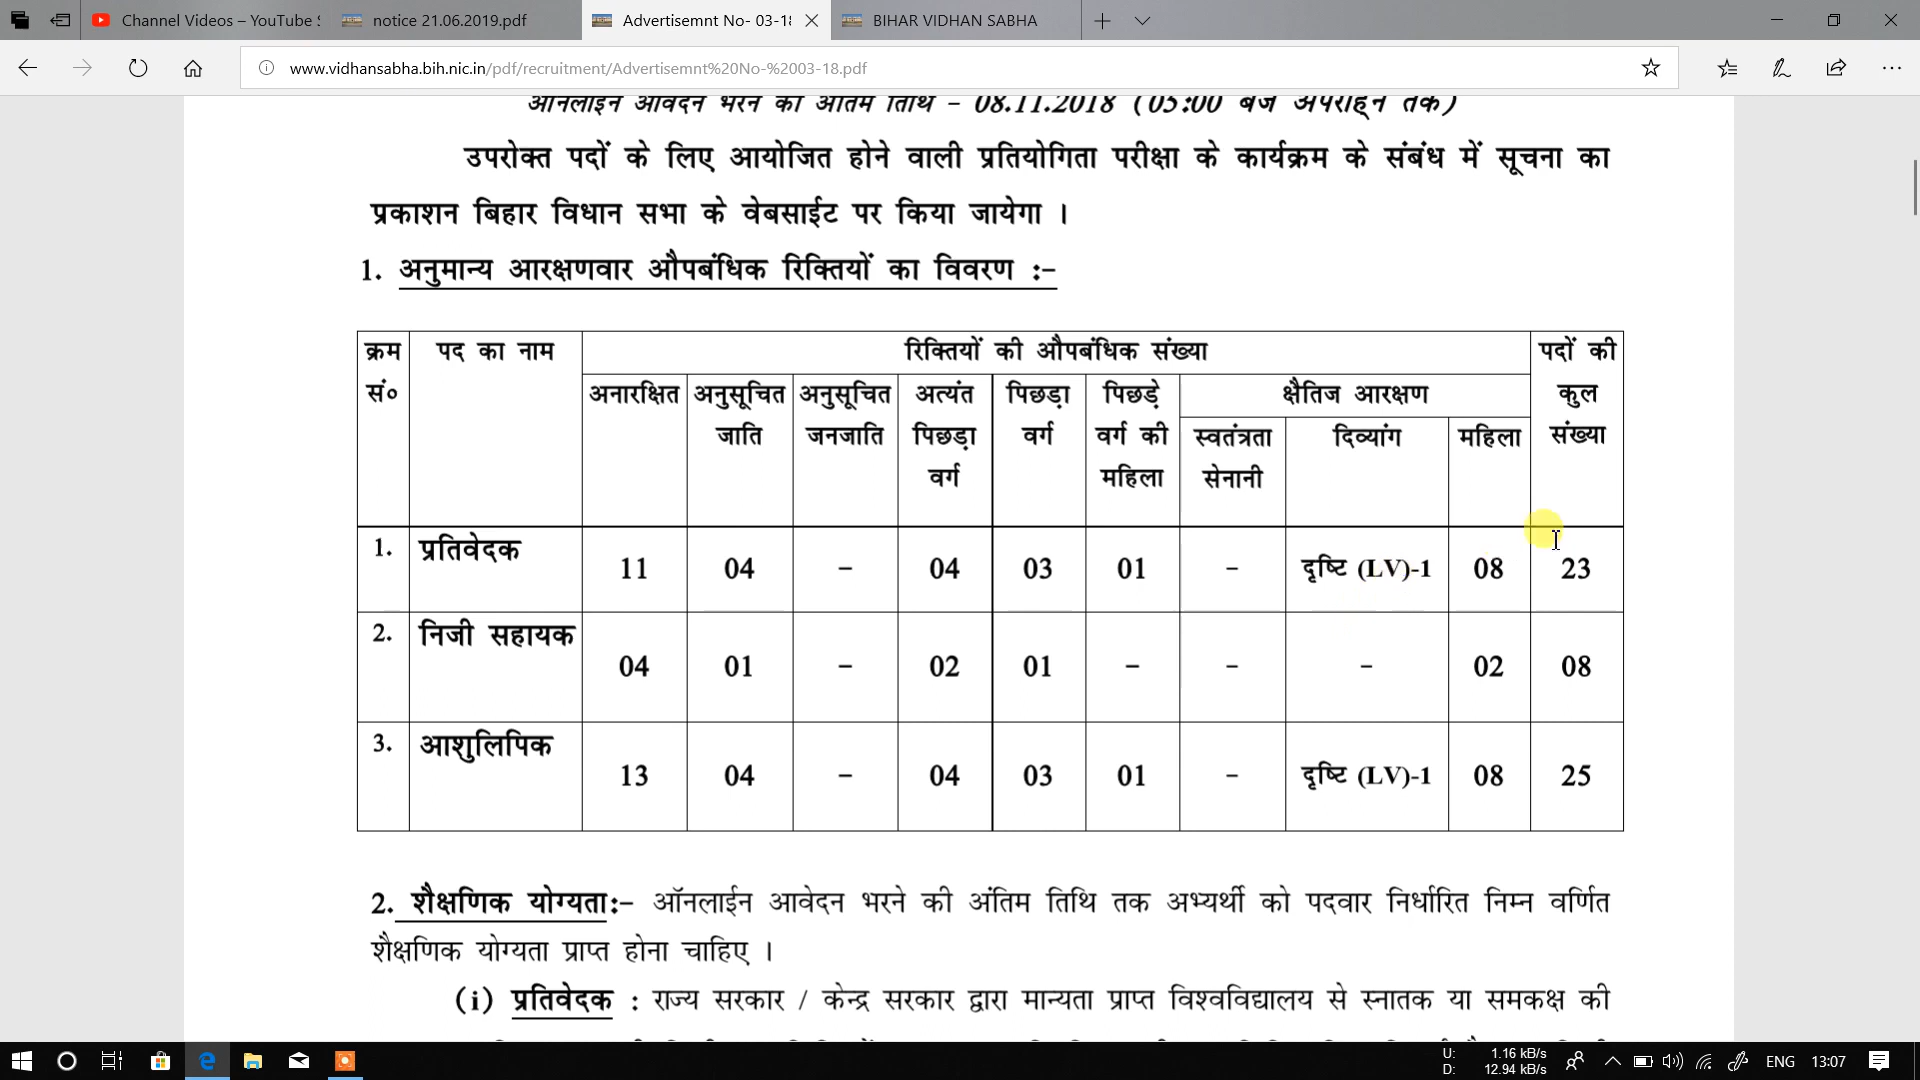 Channel Videos – YouTube S
notice 21.06.2019.pdf
Advertisemnt No- 03-18
BIHAR VIDHAN SABHA
www.vidhansabha.bih.nic.in/pdf/recruitment/Advertisemnt%20No-%2003-18.pdf
ऑनलाईन आवेदन भरने की अंतिम तिथि – 08.11.2018 (05:00 बजे अपराह्न तक)
उपरोक्त पदों के लिए आयोजित होने वाली प्रतियोगिता परीक्षा के कार्यक्रम के संबंध में सूचना का
प्रकाशन बिहार विधान सभा के वेबसाईट पर किया जायेगा ।
1. अनुमान्य आरक्षणवार औपबंधिक रिक्तियों का विवरण :–
क्रम सं० पद का नाम रिक्तियों की औपबंधिक संख्या पदों की कुल संख्या
अनारक्षित अनुसूचित जाति अनुसूचित जनजाति अत्यंत पिछड़ा वर्ग पिछड़ा वर्ग पिछड़े वर्ग की महिला क्षैतिज आरक्षण
स्वतंत्रता सेनानी दिव्यांग महिला
1. प्रतिवेदक 11 04 – 04 03 01 – दृष्टि (LV)-1 08 23
2. निजी सहायक 04 01 – 02 01 – – – 02 08
3. आशुलिपिक 13 04 – 04 03 01 – दृष्टि (LV)-1 08 25
2. शैक्षणिक योग्यताः– ऑनलाईन आवेदन भरने की अंतिम तिथि तक अभ्यर्थी को पदवार निर्धारित निम्न वर्णित
शैक्षणिक योग्यता प्राप्त होना चाहिए ।
(i) प्रतिवेदक : राज्य सरकार / केन्द्र सरकार द्वारा मान्यता प्राप्त विश्वविद्यालय से स्नातक या समकक्ष की
U: 1.16 kB/s
D: 12.94 kB/s
ENG 13:07